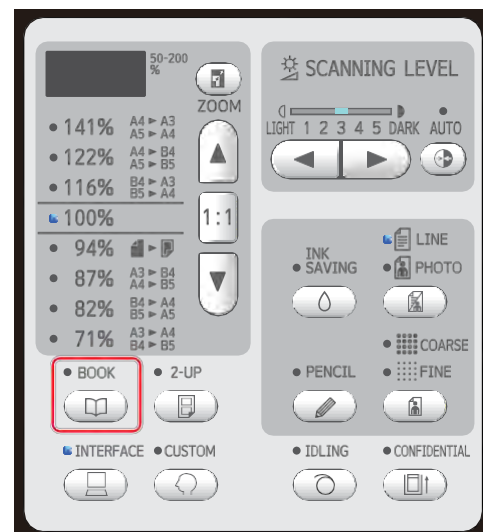 50-200
%
ZOOM
141% A4 ► A3
A5 ► A4
122% A4 ► B4
A5 ► B5
116% B4 ► A3
B5 ► A4
100%
94%
87% A3 ► B4
A4 ► B5
82% B4 ► A4
B5 ► A5
71% A3 ► A4
B4 ► B5
1:1
BOOK
2-UP
INTERFACE
CUSTOM
SCANNING LEVEL
LIGHT 1 2 3 4 5 DARK AUTO
INK
SAVING
LINE
PHOTO
PENCIL
COARSE
FINE
IDLING
CONFIDENTIAL